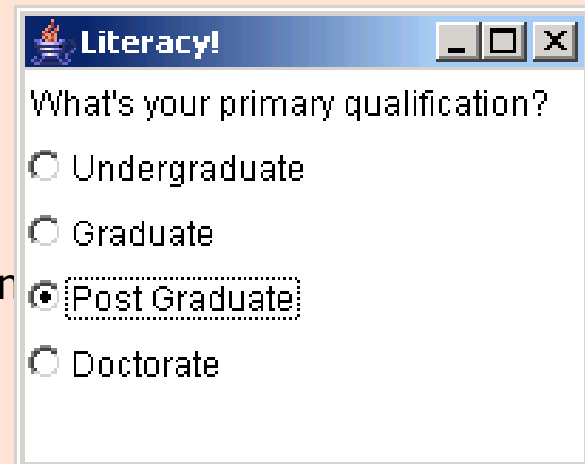 Literacy!
What's your primary qualification?
Undergraduate
Graduate
n
Post Graduate
Doctorate